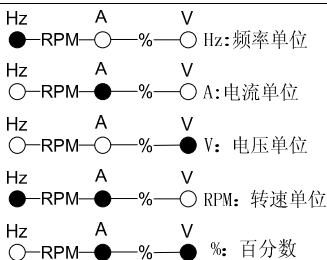 Hz A V
RPM % Hz:频率单位
Hz A V
RPM % A:电流单位
Hz A V
RPM % V：电压单位
Hz A V
RPM % RPM：转速单位
Hz A V
RPM % %：百分数